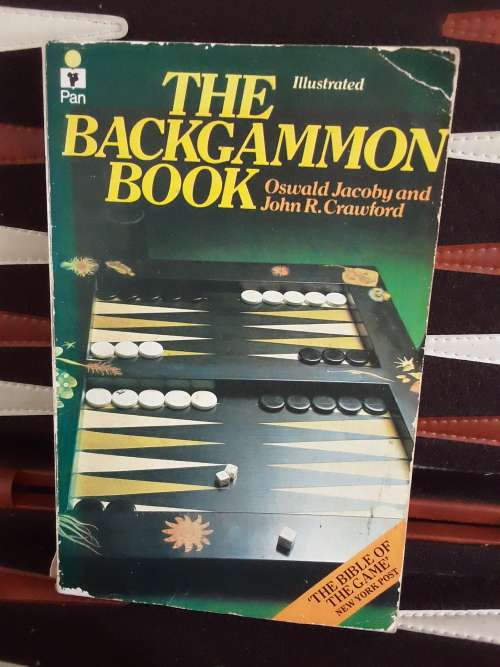 Pan
Illustrated
THE
BACKGAMMON
BOOK
Oswald Jacoby and
John R. Crawford
'THE BIBLE OF
THE GAME'
NEW YORK POST